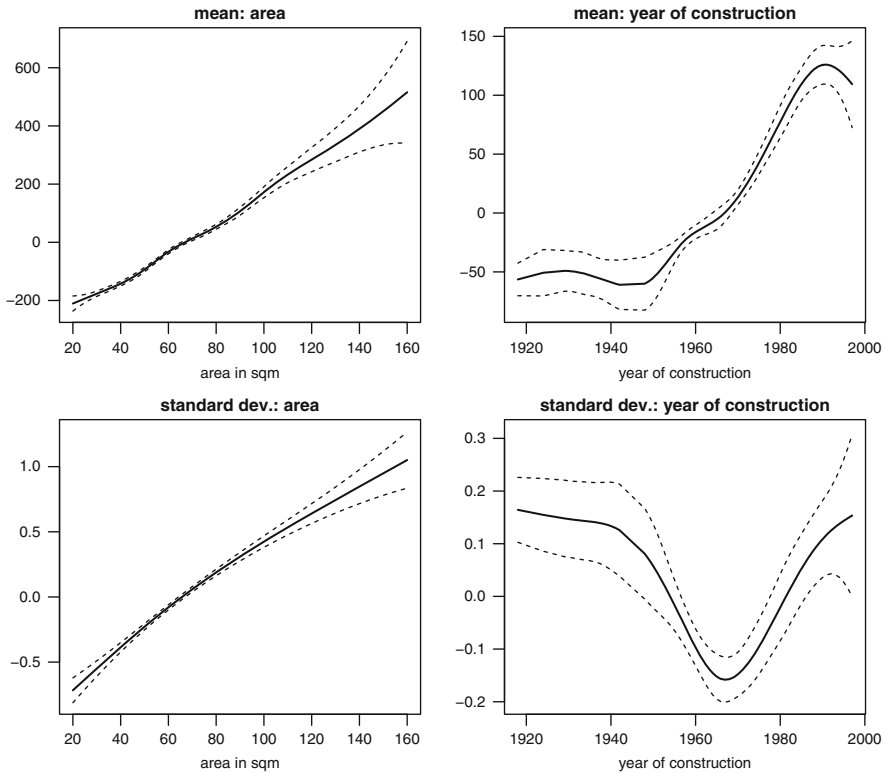 mean: area
600
400
200
0
−200
20 40 60 80 100 120 140 160
area in sqm
mean: year of construction
150
100
50
0
−50
1920 1940 1960 1980 2000
year of construction
standard dev.: area
1.0
0.5
0.0
−0.5
20 40 60 80 100 120 140 160
area in sqm
standard dev.: year of construction
0.3
0.2
0.1
0.0
−0.1
−0.2
1920 1940 1960 1980 2000
year of construction